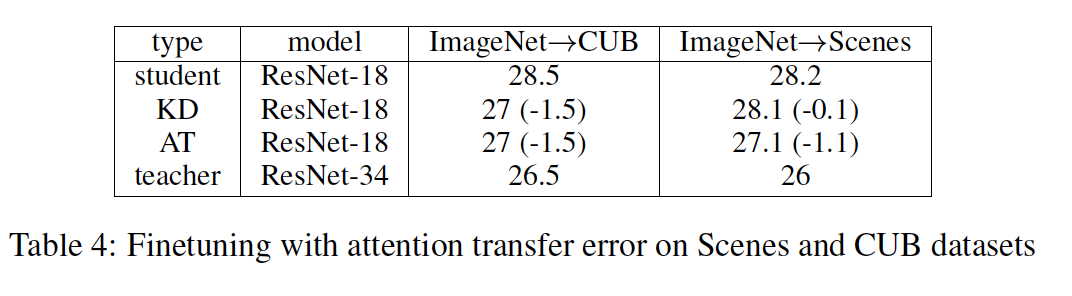 type model ImageNet→CUB ImageNet→Scenes
student ResNet-18 28.5 28.2
KD ResNet-18 27 (-1.5) 28.1 (-0.1)
AT ResNet-18 27 (-1.5) 27.1 (-1.1)
teacher ResNet-34 26.5 26
Table 4: Finetuning with attention transfer error on Scenes and CUB datasets